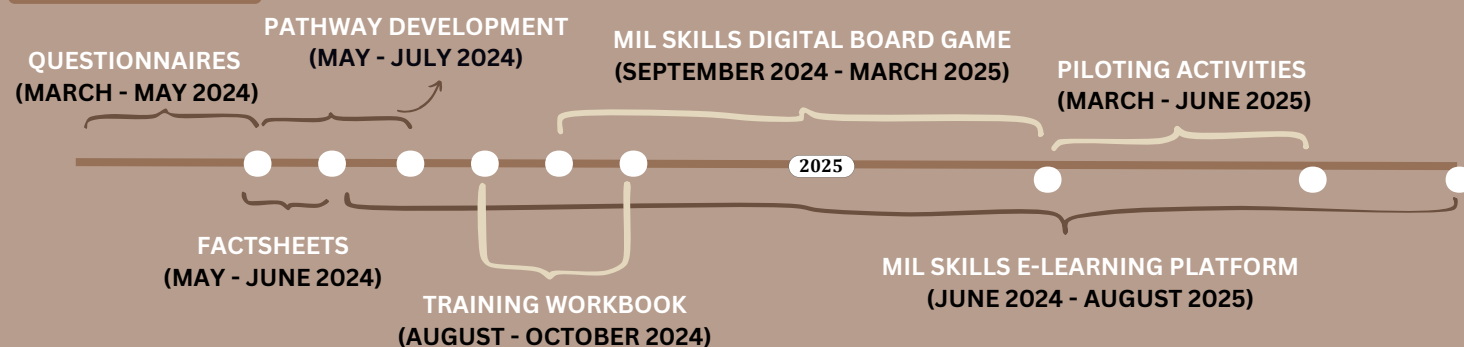 QUESTIONNAIRES
(MARCH - MAY 2024)
PATHWAY DEVELOPMENT
(MAY - JULY 2024)
MIL SKILLS DIGITAL BOARD GAME
(SEPTEMBER 2024 - MARCH 2025)
PILOTING ACTIVITIES
(MARCH - JUNE 2025)
2025
FACTSHEETS
(MAY - JUNE 2024)
TRAINING WORKBOOK
(AUGUST - OCTOBER 2024)
MIL SKILLS E-LEARNING PLATFORM
(JUNE 2024 - AUGUST 2025)